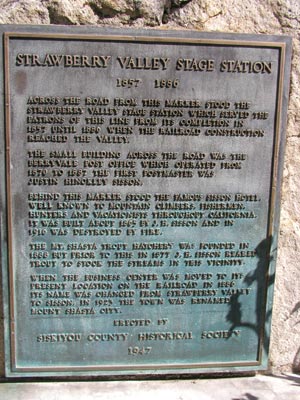 STRAWBERRY VALLEY STAGE STATION
1857 1886
ACROSS THE ROAD FROM THIS MARKER STOOD THE
STRAWBERRY VALLEY STAGE STATION WHICH SERVED THE
PATRONS OF THE LINE FROM ITS COMPLETION IN
1857 UNTIL 1886 WHEN THE RAILROAD CONSTRUCTION
REACHED THE VALLEY.
THE SMALL BUILDING ACROSS THE ROAD WAS THE
BERRYVALE POST OFFICE WHICH OPERATED FROM
1870 TO 1887. THE FIRST POSTMASTER WAS
JUSTIN HINCKLEY SISSON.
BEHIND THIS MARKER STOOD THE FAMOUS SISSON HOTEL
WELL KNOWN TO MOUNTAIN CLIMBERS, FISHERMEN,
HUNTERS AND VACATIONISTS THROUGHOUT CALIFORNIA.
IT WAS BUILT ABOUT 1865 BY J. H. SISSON AND IN
1916 WAS DESTROYED BY FIRE.
THE MT. SHASTA TROUT HATCHERY WAS FOUNDED IN
1888 BUT PRIOR TO THIS IN 1877 J. H. SISSON REARED
TROUT TO STOCK THE STREAMS IN THIS VICINITY.
WHEN THE BUSINESS CENTER WAS MOVED TO ITS
PRESENT LOCATION ON THE RAILROAD IN 1886
ITS NAME WAS CHANGED FROM STRAWBERRY VALLEY
TO SISSON. IN 1925 THE TOWN WAS RENAMED
MOUNT SHASTA CITY.
ERECTED BY
SISKIYOU COUNTY HISTORICAL SOCIETY
1947